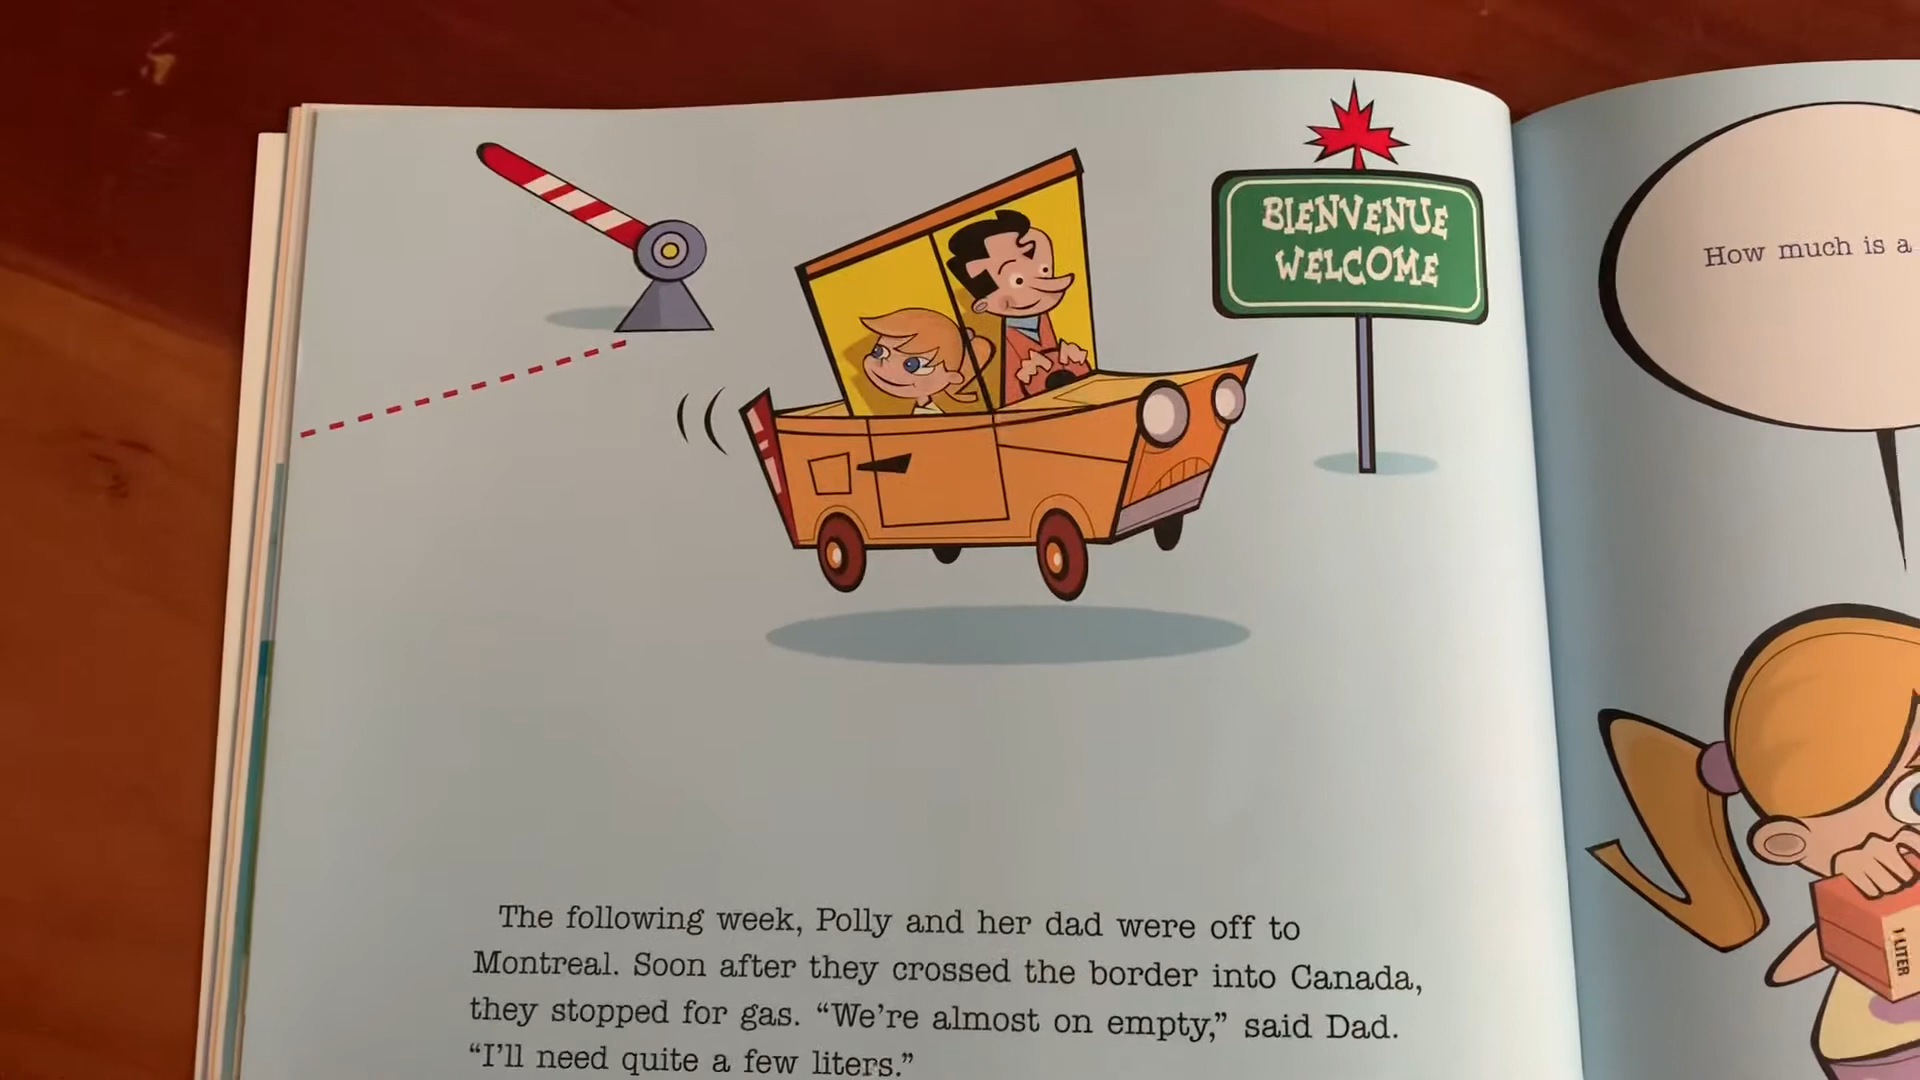 BIENVENUE
WELCOME
The following week, Polly and her dad were off to
Montreal. Soon after they crossed the border into Canada,
they stopped for gas. “We’re almost on empty,” said Dad.
“I’ll need quite a few liters.”
How much is a
1 LITER